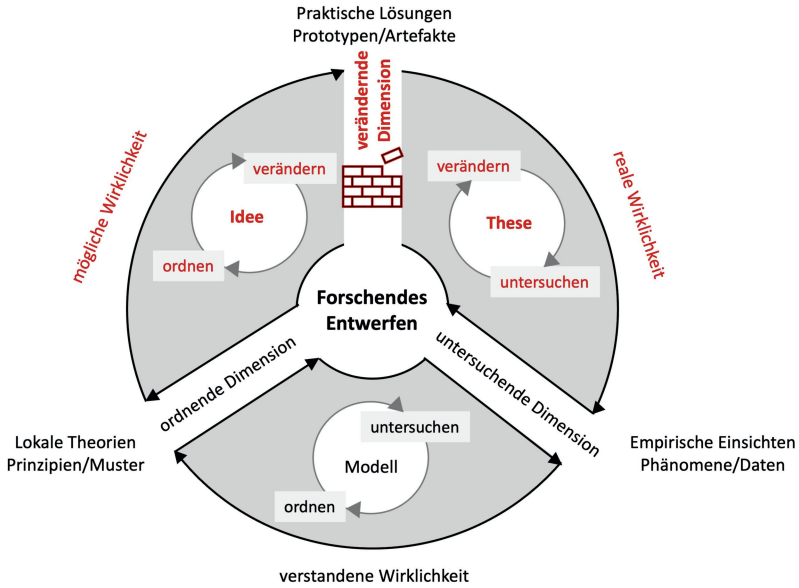 Praktische Lösungen
Prototypen/Artefakte
verändernde
Dimension
mögliche Wirklichkeit
reale Wirklichkeit
verändern
Idee
ordnen
verändern
These
untersuchen
Forschendes
Entwerfen
ordnende Dimension
untersuchende Dimension
Lokale Theorien
Prinzipien/Muster
Empirische Einsichten
Phänomene/Daten
untersuchen
Modell
ordnen
verstandene Wirklichkeit